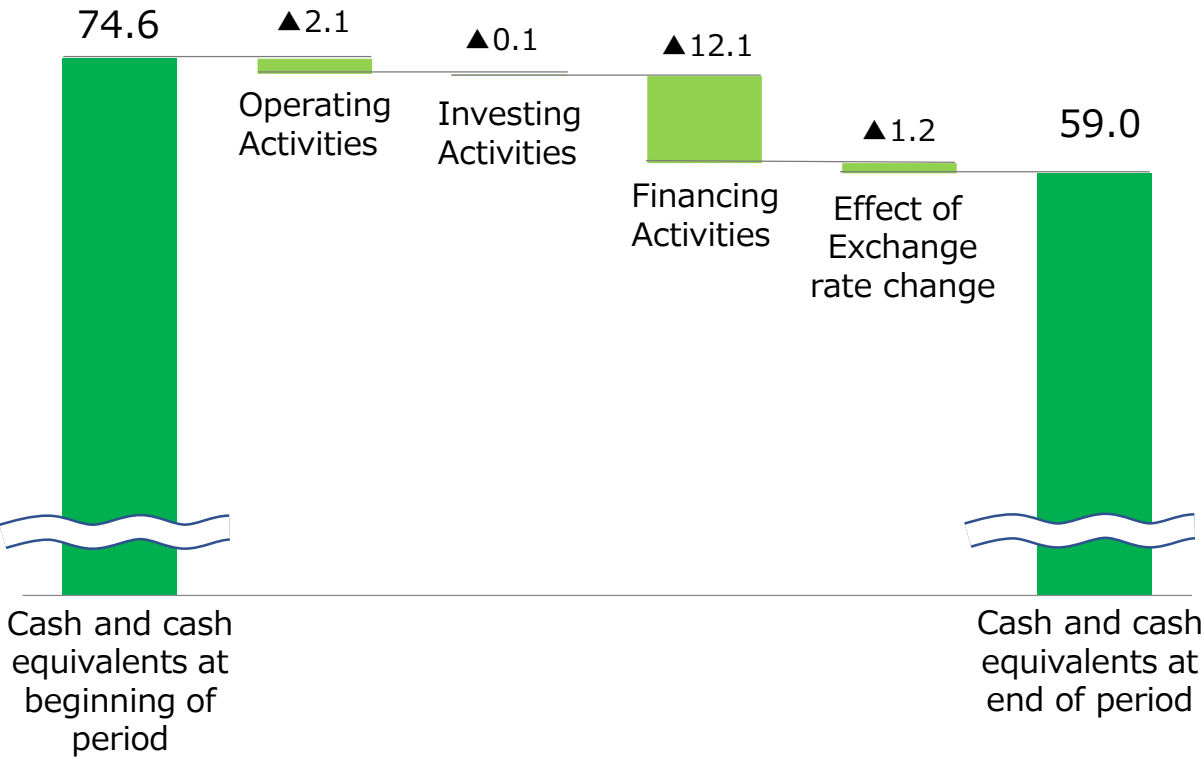 74.6
▲2.1
▲0.1
▲12.1
▲1.2
59.0
Operating
Activities
Investing
Activities
Financing
Activities
Effect of
Exchange
rate change
Cash and cash
equivalents at
beginning of
period
Cash and cash
equivalents at
end of period